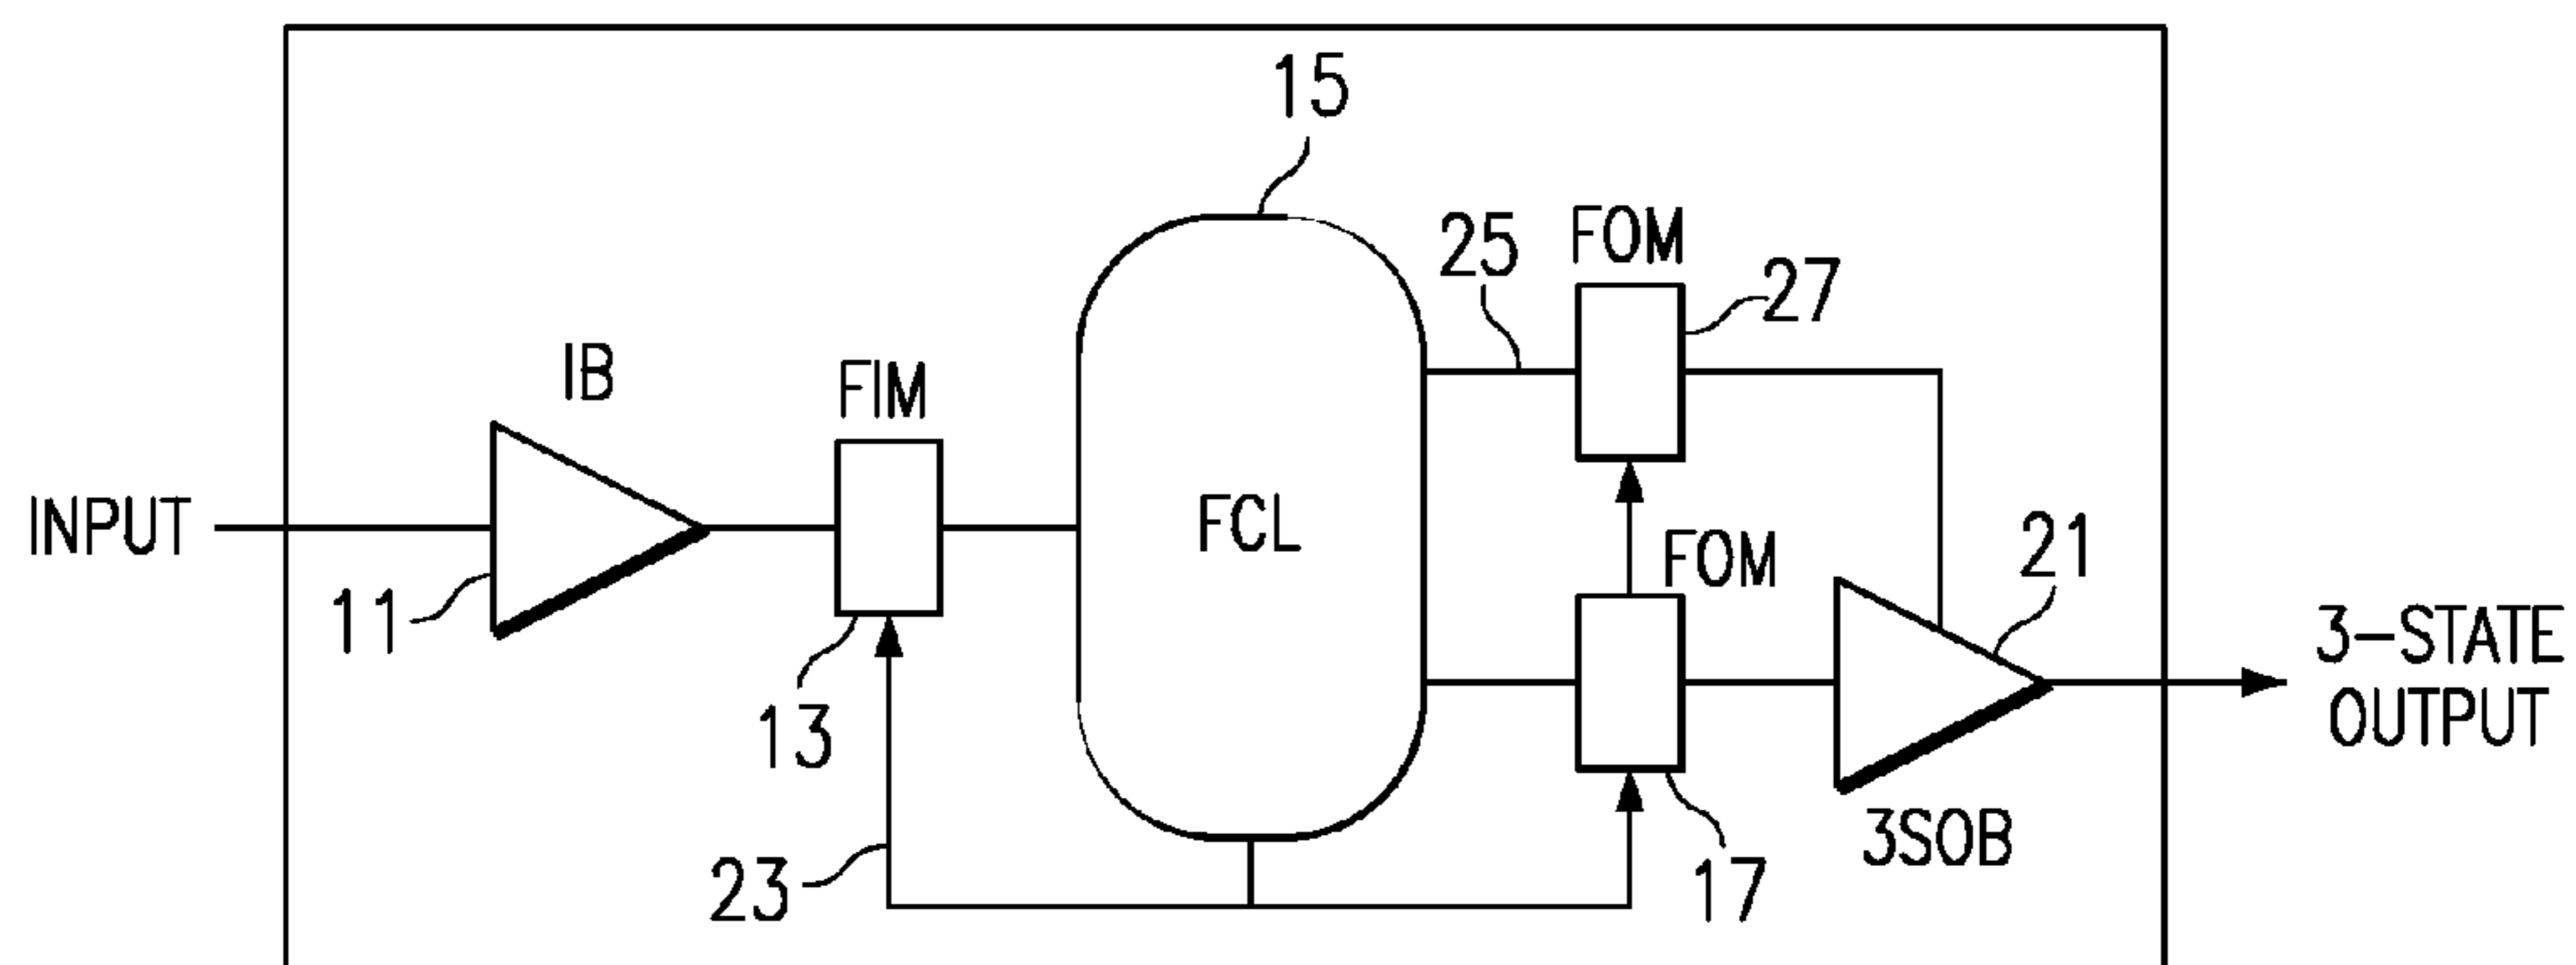 15
25
FOM
27
IB
FIM
INPUT
11
FCL
FOM
21
3-STATE
OUTPUT
13
23
17
3SOB